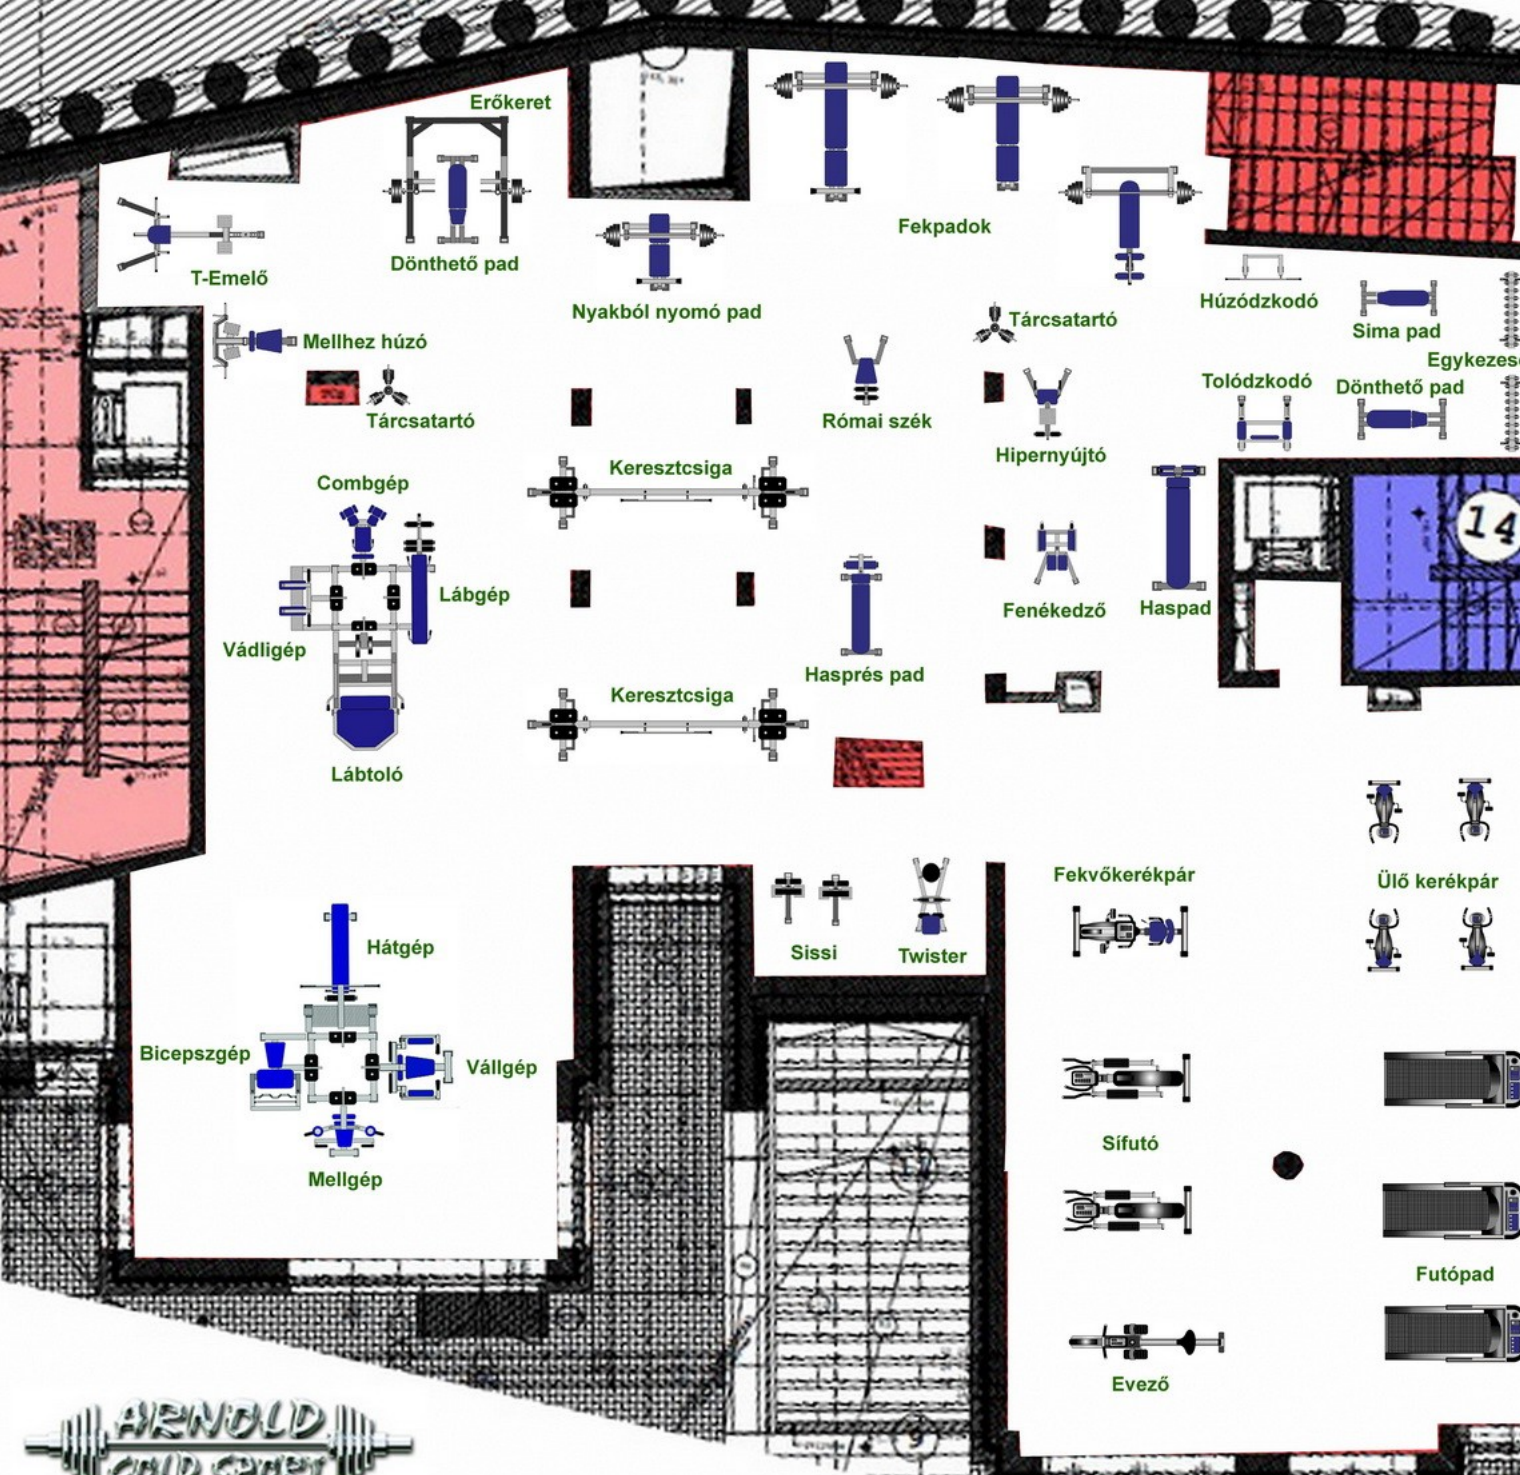 Erőkeret
Dönthető pad
T-Emelő
Fekpadok
Nyakból nyomó pad
Húzódzkodó
Sima pad
Tárcsatartó
Mellhez húzó
Egykezes
Tolódzkodó
Dönthető pad
Tárcsatartó
Római szék
Hipernyújtó
Keresztcsiga
Combgép
14
Lábgép
Fenékedző
Haspad
Vádligép
Hasprés pad
Keresztcsiga
Lábtoló
Fekvőkerékpár
Ülő kerékpár
Hátgép
Sissi
Twister
Bicepszgép
Vállgép
Sífutó
Mellgép
Futópad
Evező
ARNOLD
9